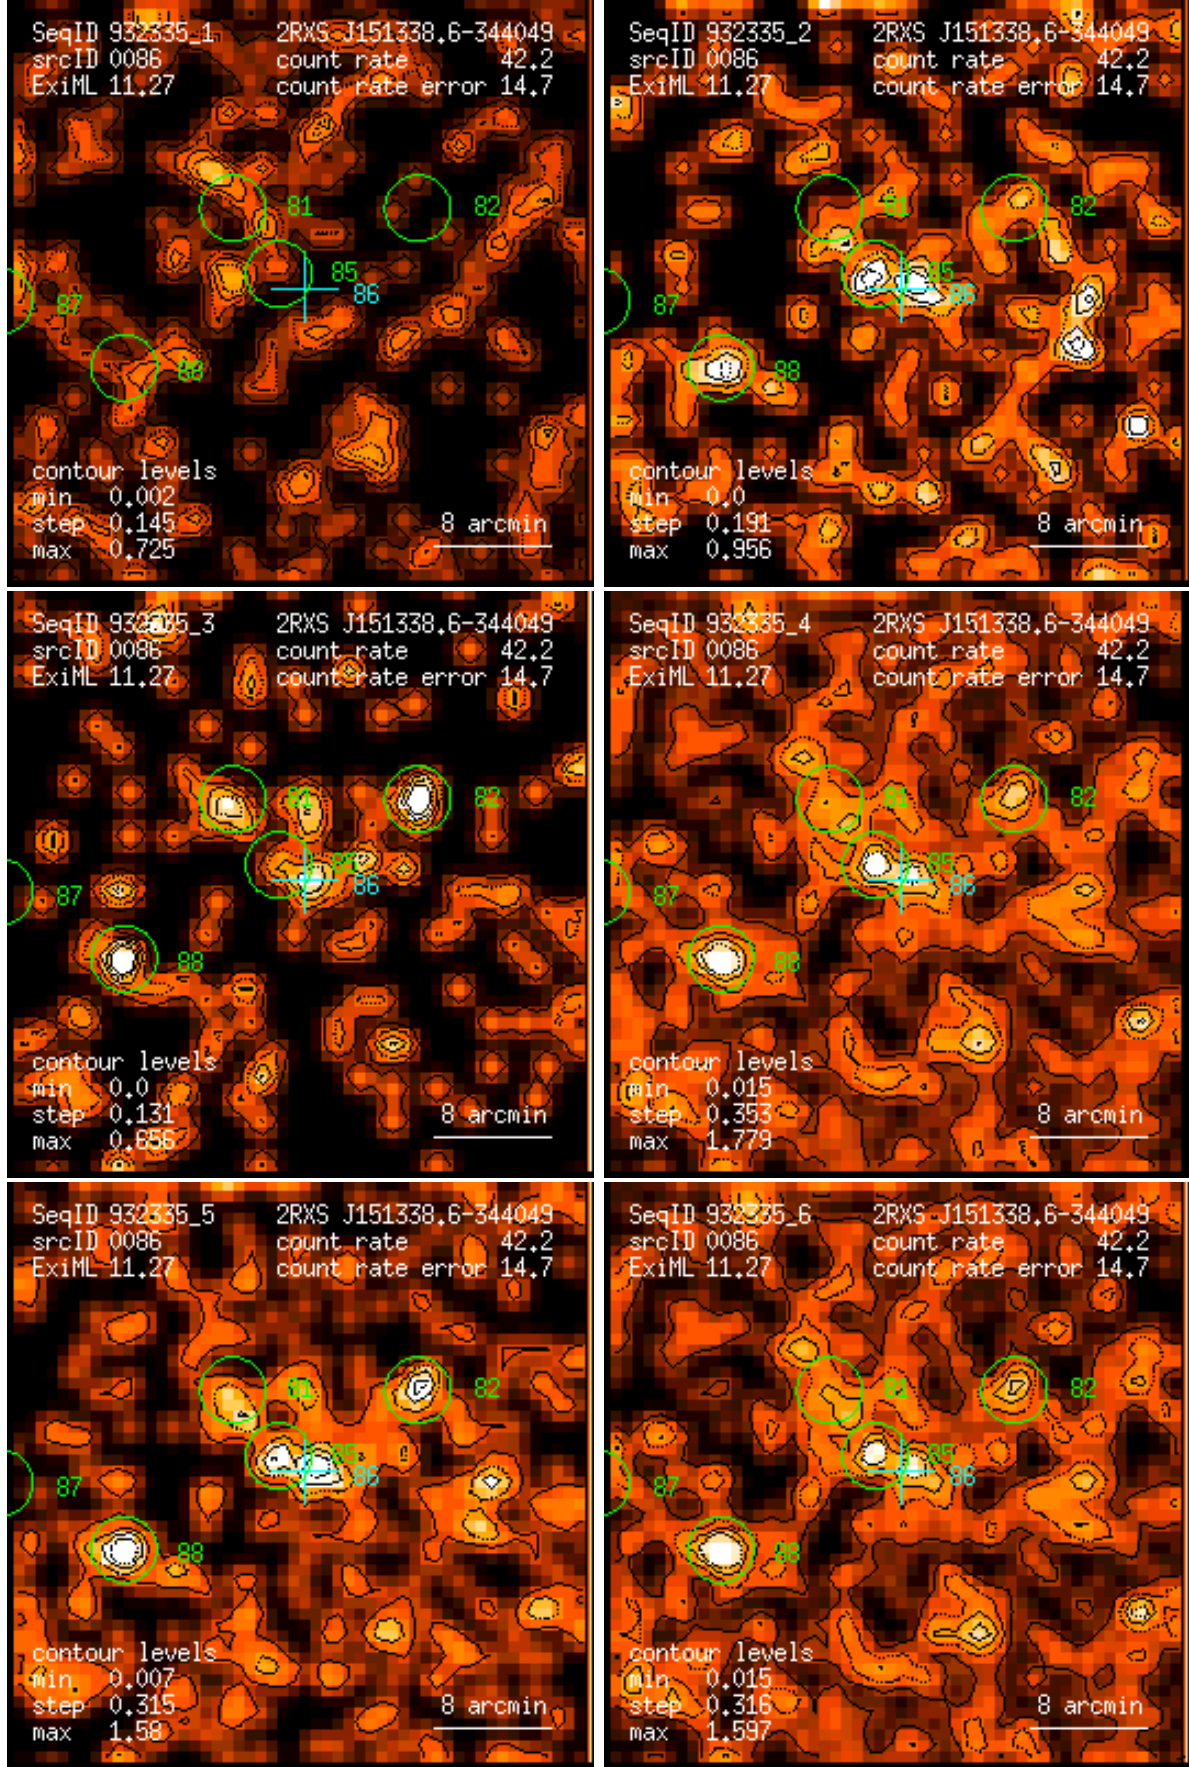 SeqID 932335_1 2RXS J151338.6-344049
srcID 0086 count rate 42.2
ExiML 11.27 count rate error 14.7
81
82
85
86
87
88
contour levels
min 0.002
step 0.145 8 arcmin
max 0.725
SeqID 932335_2 2RXS J151338.6-344049
srcID 0086 count rate 42.2
ExiML 11.27 count rate error 14.7
81
82
85
86
87
88
contour levels
min 0.0
step 0.191 8 arcmin
max 0.956
SeqID 932335_3 2RXS J151338.6-344049
srcID 0086 count rate 42.2
ExiML 11.27 count rate error 14.7
81
82
85
86
87
88
contour levels
min 0.0
step 0.131 8 arcmin
max 0.656
SeqID 932335_4 2RXS J151338.6-344049
srcID 0086 count rate 42.2
ExiML 11.27 count rate error 14.7
81
82
85
86
87
88
contour levels
min 0.015
step 0.353 8 arcmin
max 1.779
SeqID 932335_5 2RXS J151338.6-344049
srcID 0086 count rate 42.2
ExiML 11.27 count rate error 14.7
81
82
85
86
87
88
contour levels
min 0.007
step 0.315 8 arcmin
max 1.58
SeqID 932335_6 2RXS J151338.6-344049
srcID 0086 count rate 42.2
ExiML 11.27 count rate error 14.7
81
82
85
86
87
88
contour levels
min 0.015
step 0.316 8 arcmin
max 1.597